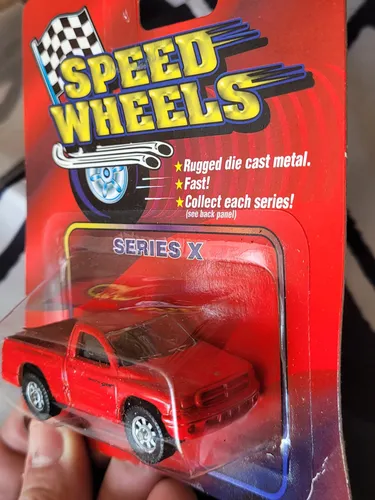 SPEED
WHEELS
★Rugged die cast metal.
★Fast!
★Collect each series!
(see back panel)
SERIES X